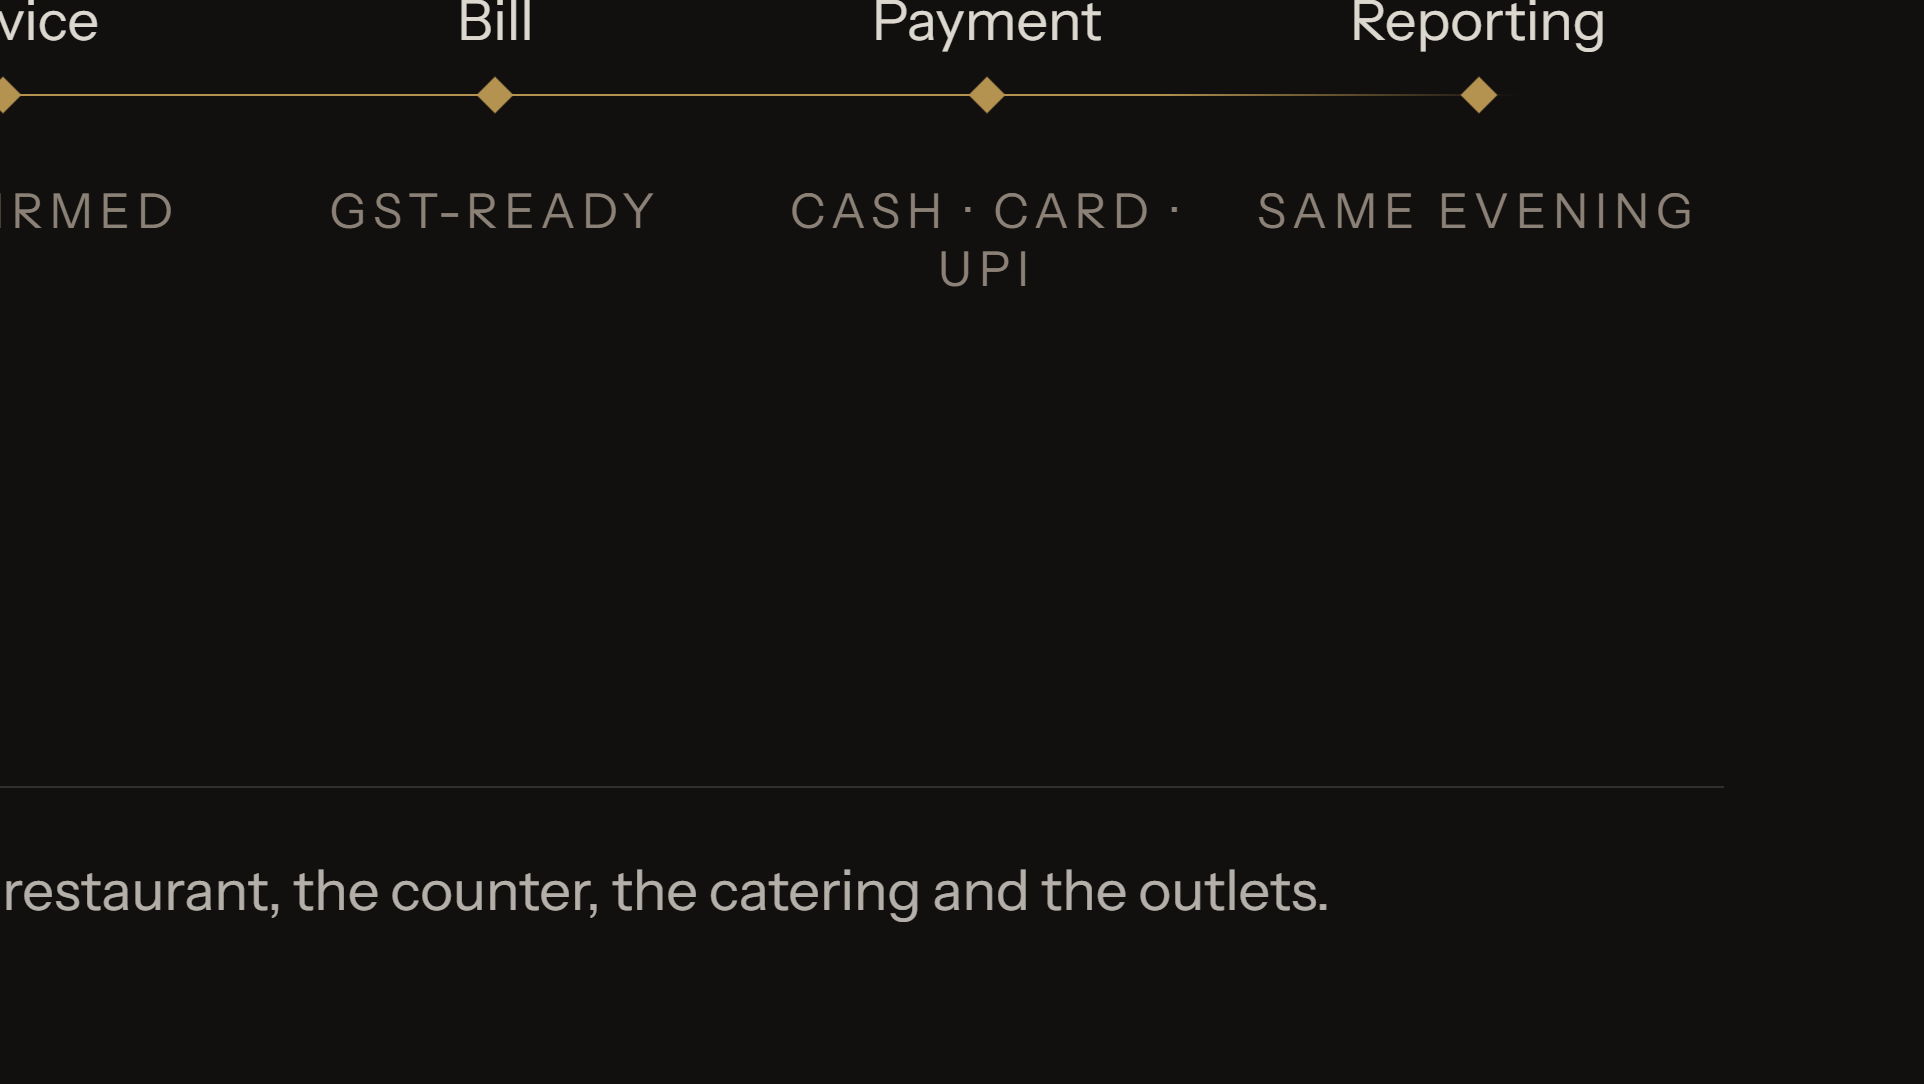 vice Bill Payment Reporting
IRMED GST-READY CASH · CARD · SAME EVENING
UPI
restaurant, the counter, the catering and the outlets.